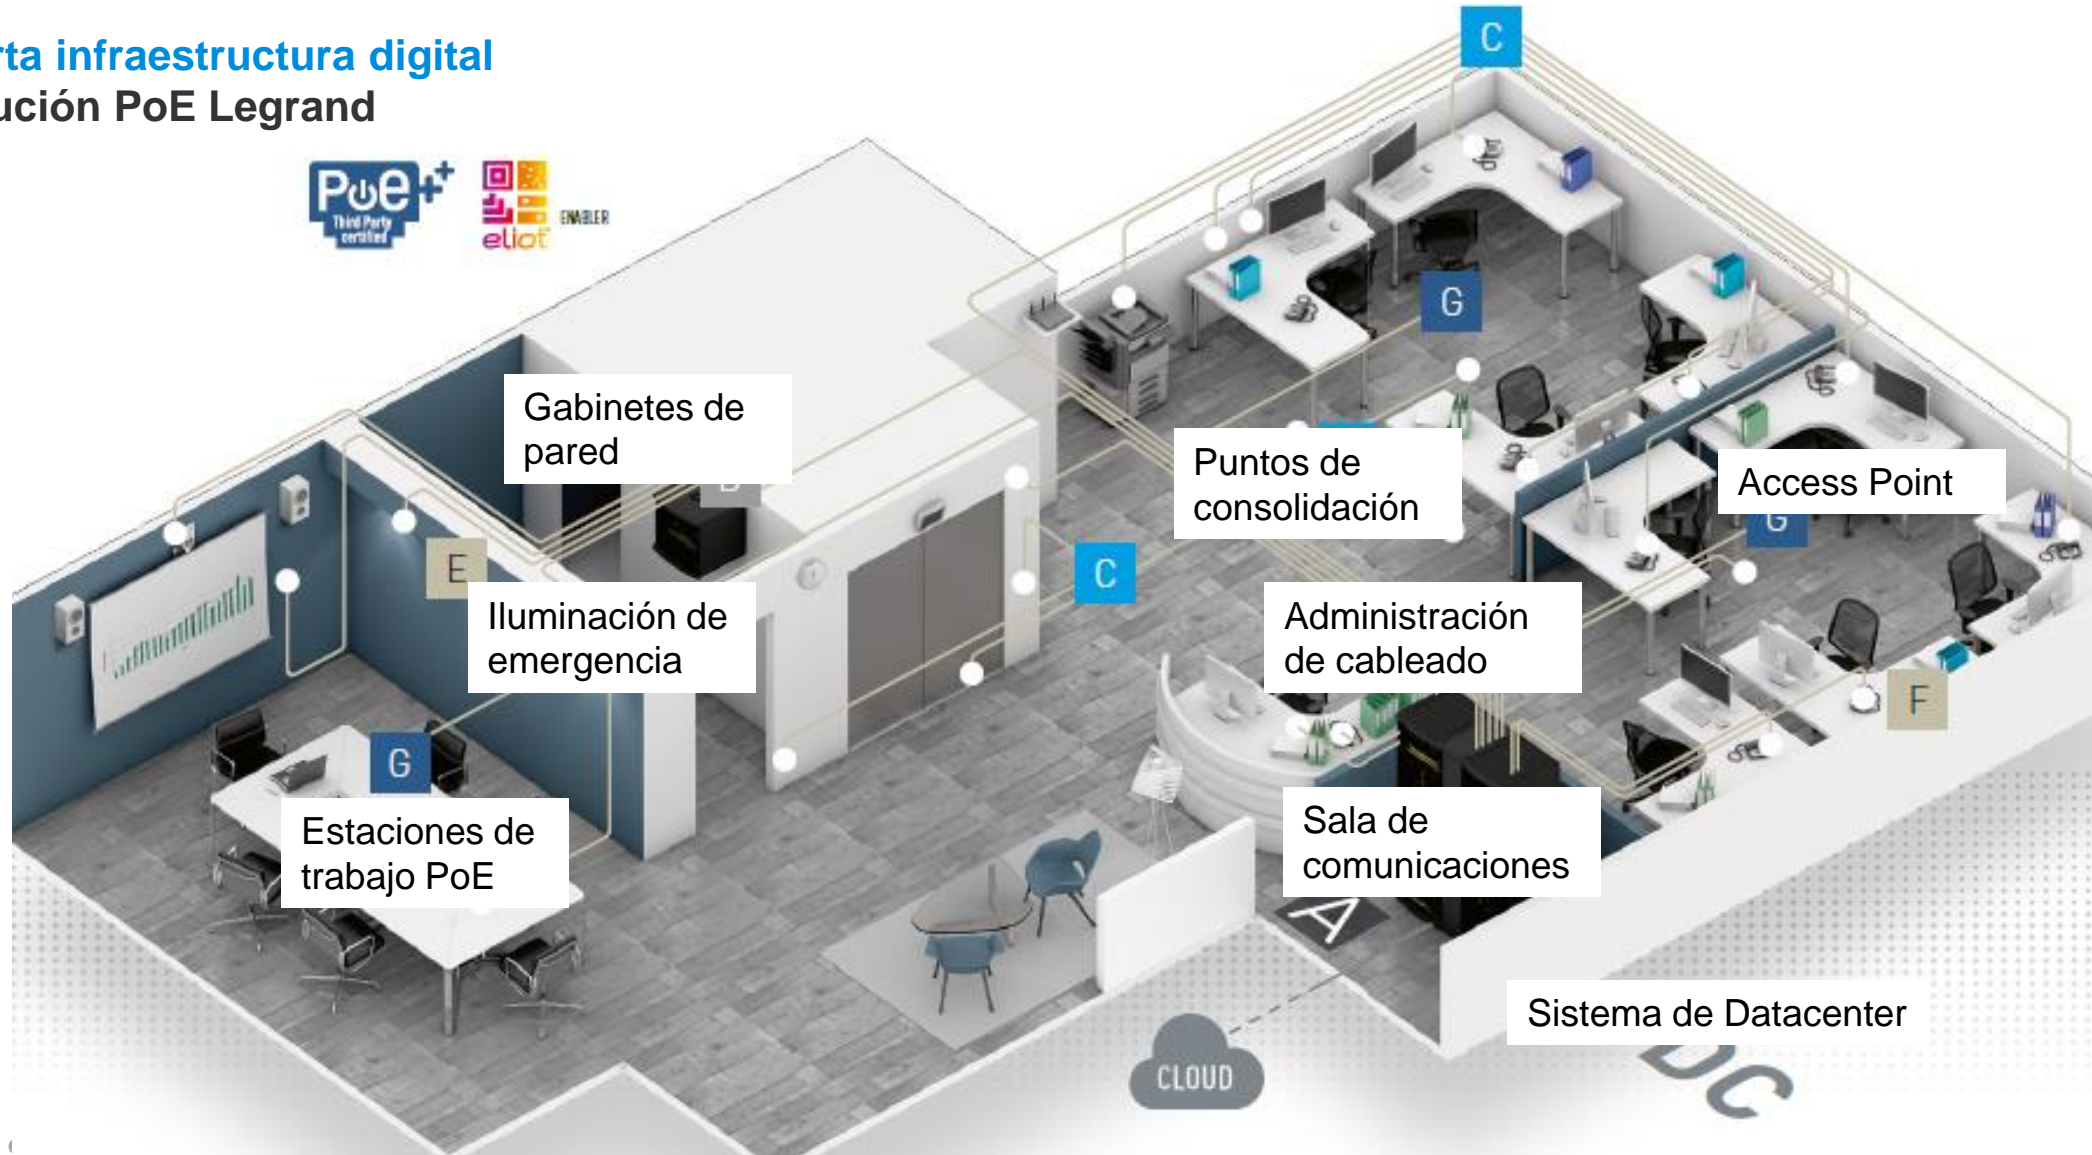 rta infraestructura digital
ución PoE Legrand
PoE++
Third Party
certified
eliot
ENABLER
C
G
Gabinetes de
pared
Puntos de
consolidación
Access Point
G
E
C
Iluminación de
emergencia
Administración
de cableado
F
G
Estaciones de
trabajo PoE
Sala de
comunicaciones
A
Sistema de Datacenter
CLOUD
DC